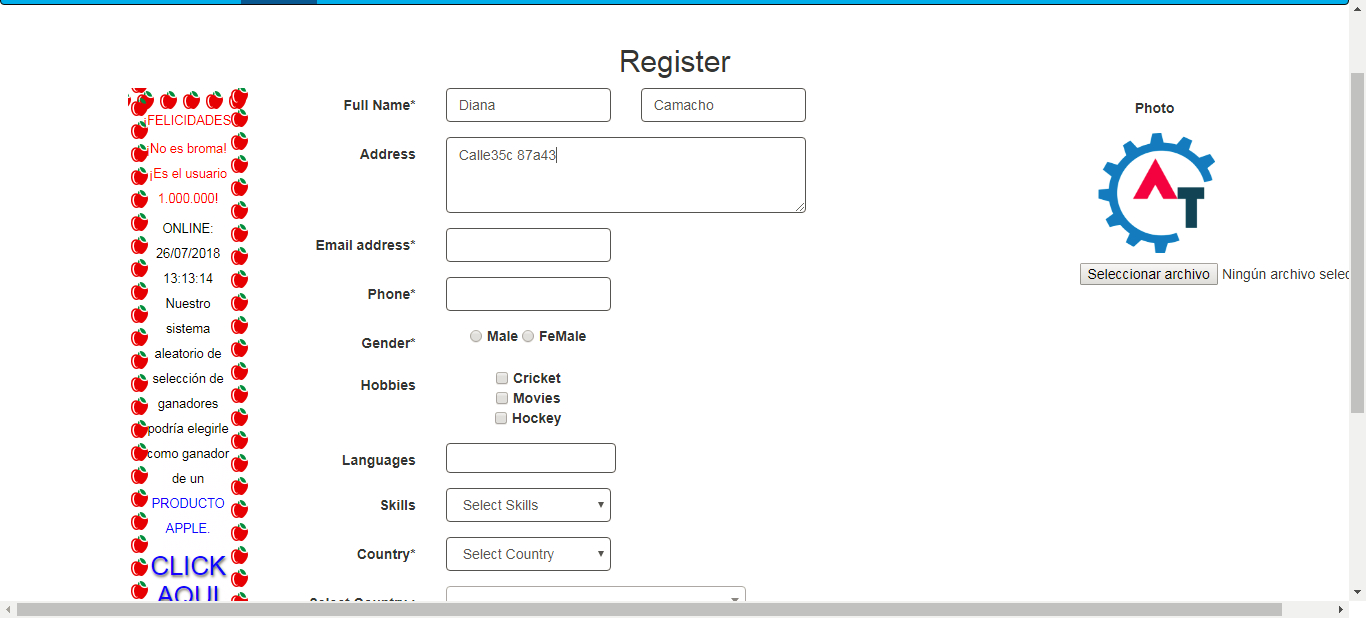 Register
Full Name*
Diana
Camacho
Address
Calle35c 87a43
Email address*
Phone*
Gender*
Male
FeMale
Hobbies
Cricket
Movies
Hockey
Languages
Skills
Select Skills
Country*
Select Country
Select Country :
Photo
AT
Seleccionar archivo
Ningún archivo selec
¡FELICIDADES
¡No es broma!
¡Es el usuario
1.000.000!
ONLINE:
26/07/2018
13:13:14
Nuestro
sistema
aleatorio de
selección de
ganadores
podría elegirle
como ganador
de un
PRODUCTO
APPLE.
CLICK
AQUI